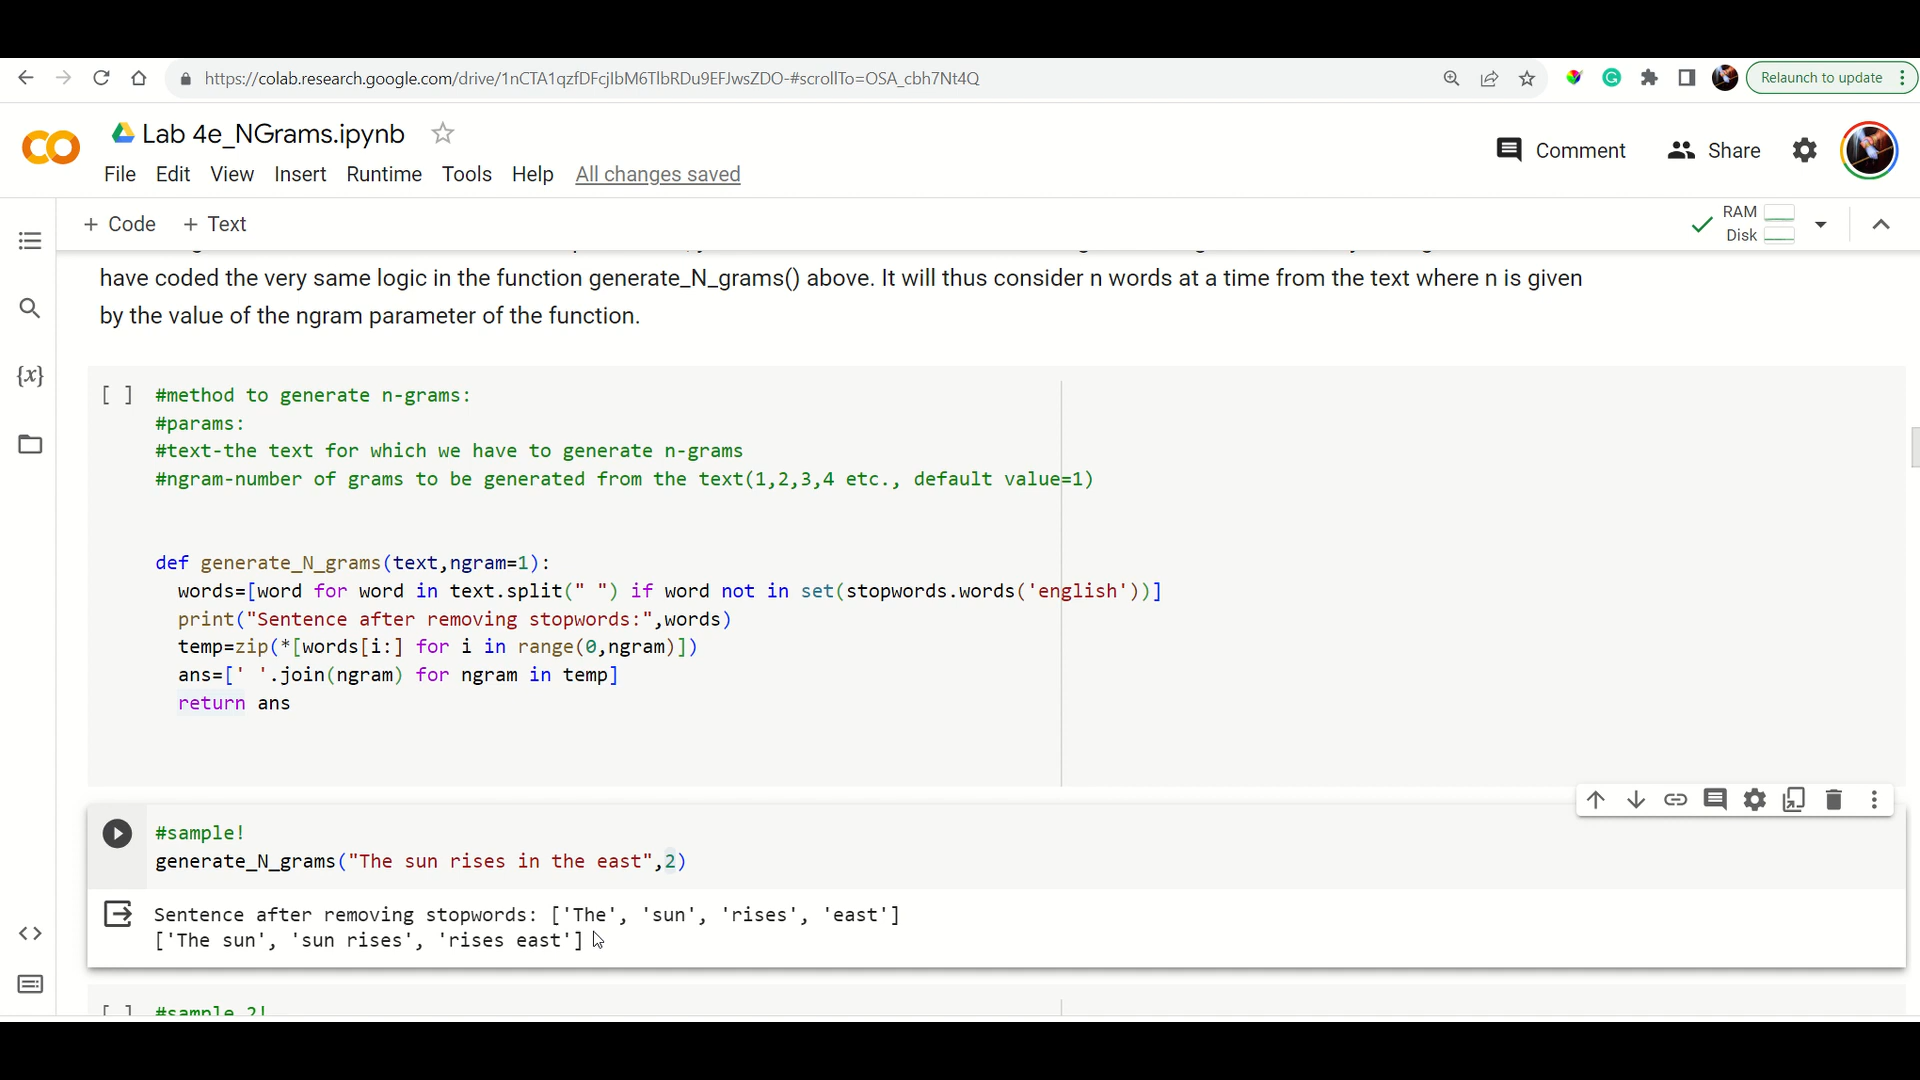 https://colab.research.google.com/drive/1nCTA1qzfDFcjIbM6TlbRDu9EFJwsZDO-#scrollTo=OSA_cbh7Nt4Q
Relaunch to update
Lab 4e_NGrams.ipynb
Comment
Share
File Edit View Insert Runtime Tools Help All changes saved
+ Code + Text
RAM
Disk
have coded the very same logic in the function generate_N_grams() above. It will thus consider n words at a time from the text where n is given
by the value of the ngram parameter of the function.
[ ] #method to generate n-grams:
#params:
#text-the text for which we have to generate n-grams
#ngram-number of grams to be generated from the text(1,2,3,4 etc., default value=1)
def generate_N_grams(text,ngram=1):
words=[word for word in text.split(" ") if word not in set(stopwords.words('english'))]
print("Sentence after removing stopwords:",words)
temp=zip(*[words[i:] for i in range(0,ngram)])
ans=[' '.join(ngram) for ngram in temp]
return ans
#sample!
generate_N_grams("The sun rises in the east",2)
Sentence after removing stopwords: ['The', 'sun', 'rises', 'east']
['The sun', 'sun rises', 'rises east']
[ ] #sample 2!